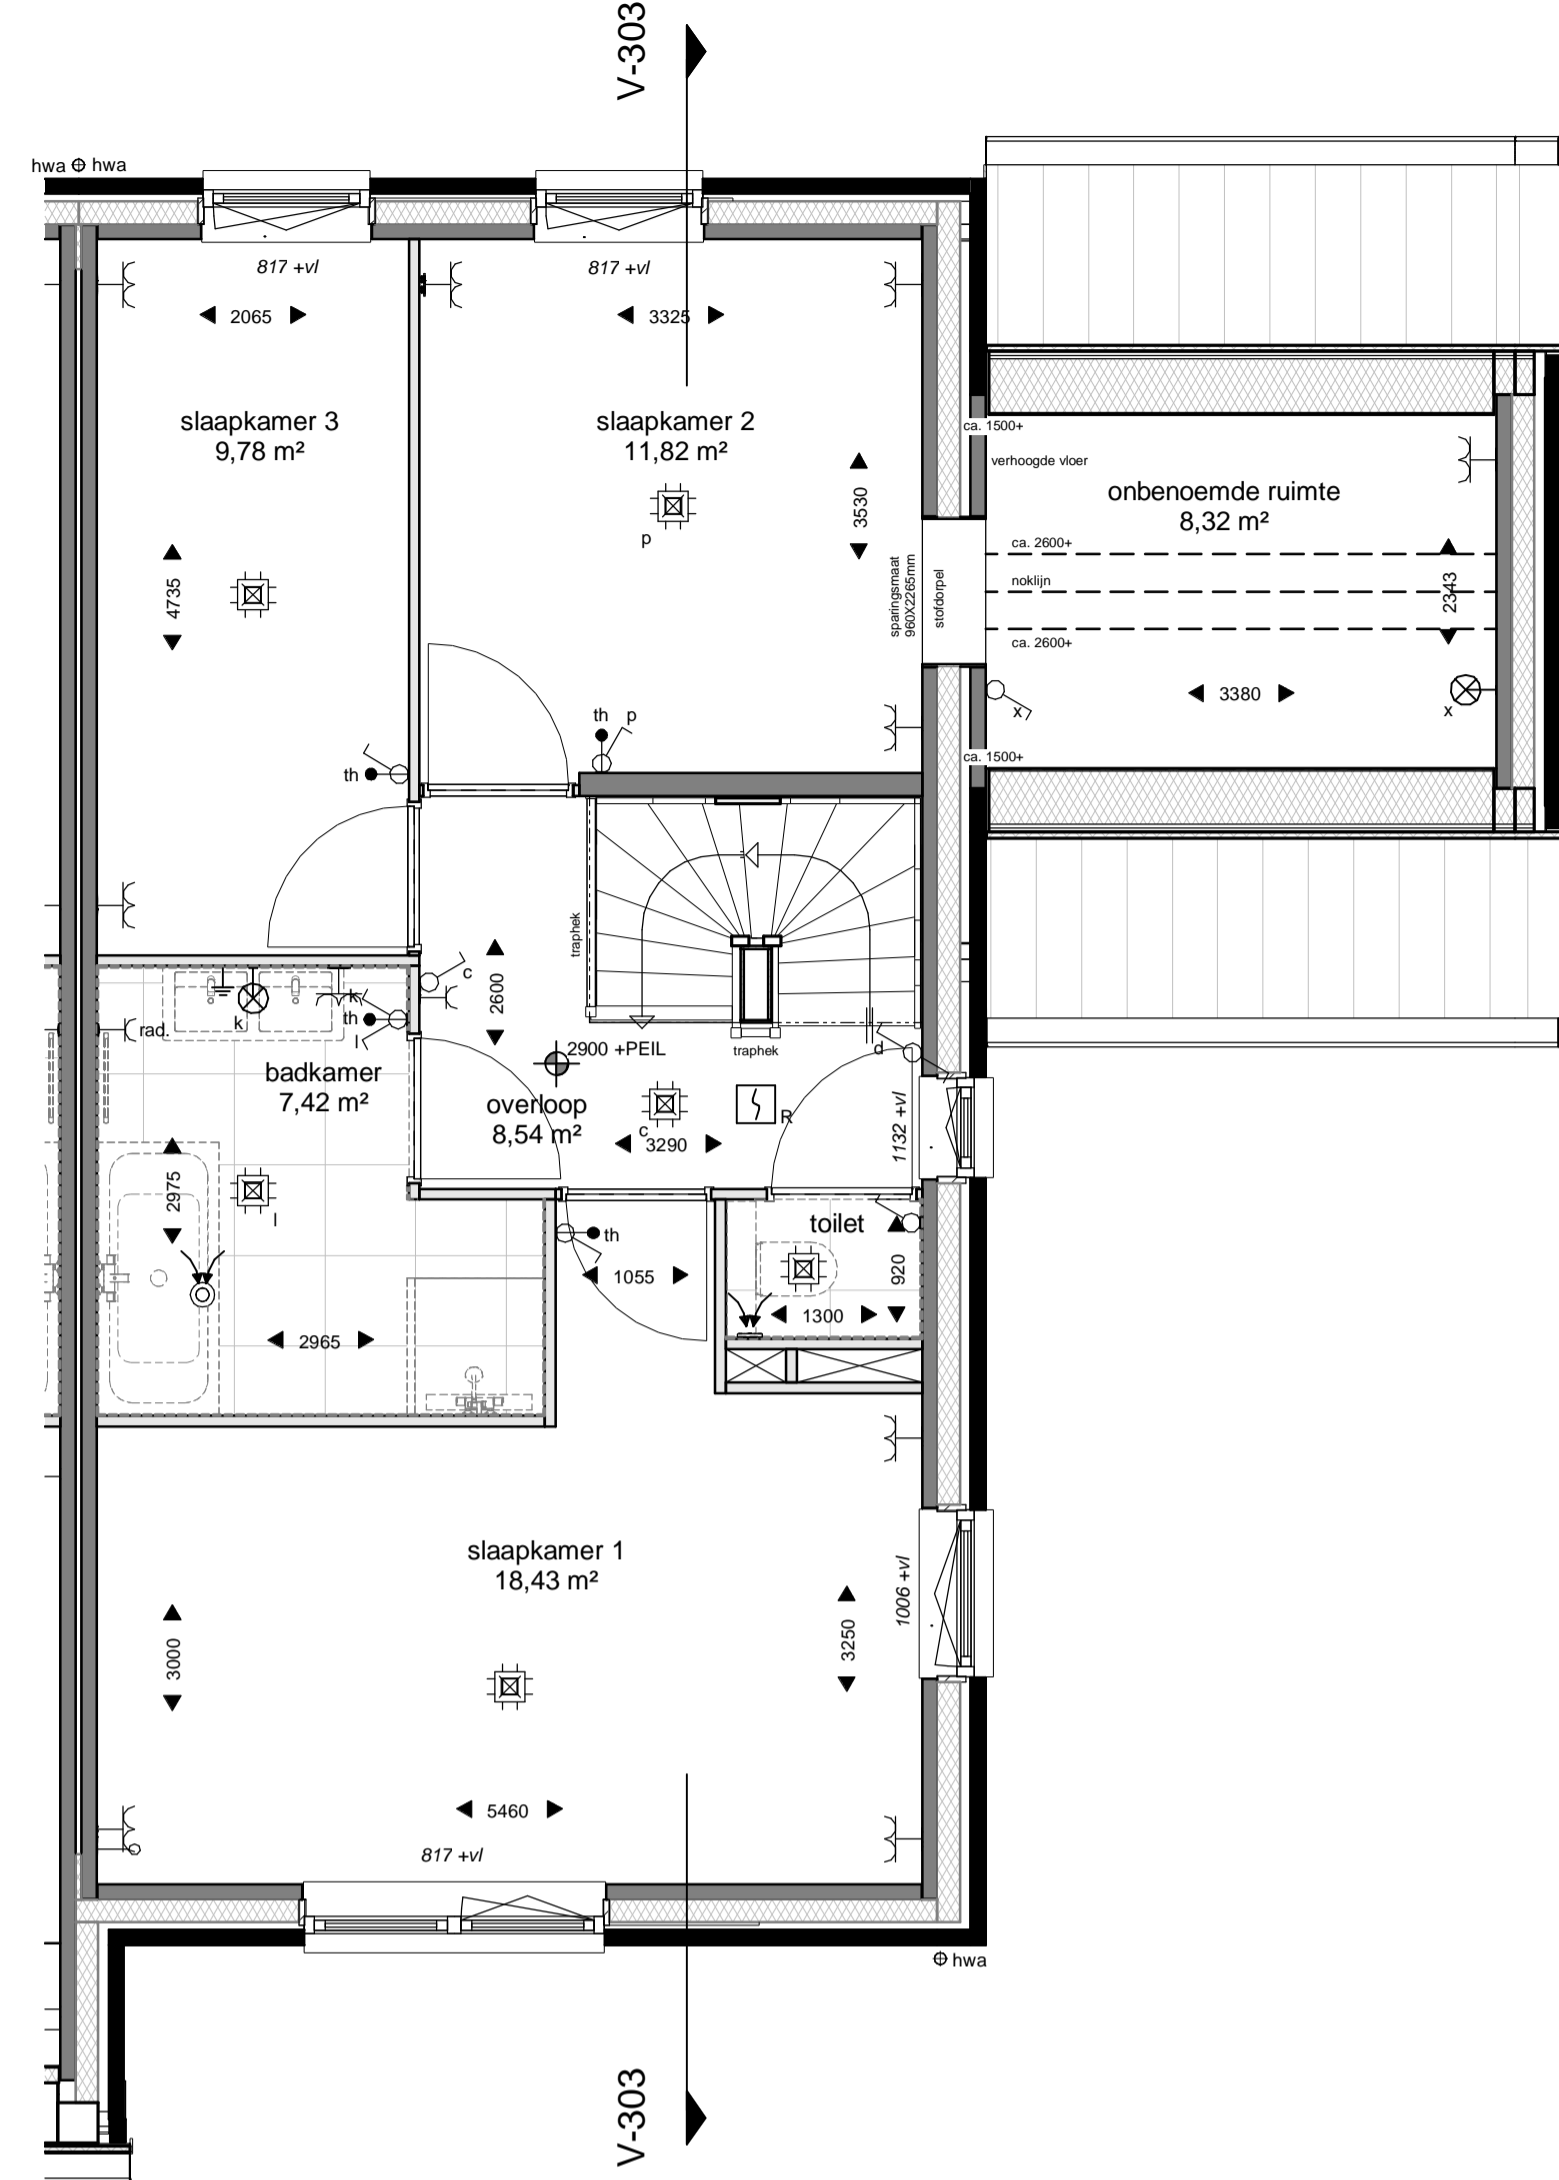 V-303
hwa hwa
817 +vl
817 +vl
2065
3325
slaapkamer 3
9,78 m²
slaapkamer 2
11,82 m²
ca. 1500+
verhoogde vloer
onbenoemde ruimte
8,32 m²
3530
p
4735
ca. 2600+
noklijn
ca. 2600+
2343
sparingsmaat
960X2265mm
stofdorpel
3380
x
x
ca. 1500+
th
p
th
traphek
2600
c
k
k
th
l
rad.
badkamer
7,42 m²
2900 +PEIL
traphek
d
overloop
8,54 m²
c
3290
R
1132 +vl
2975
l
toilet
th
920
1055
1300
2965
slaapkamer 1
18,43 m²
1006 +vl
3000
3250
5460
817 +vl
hwa
V-303